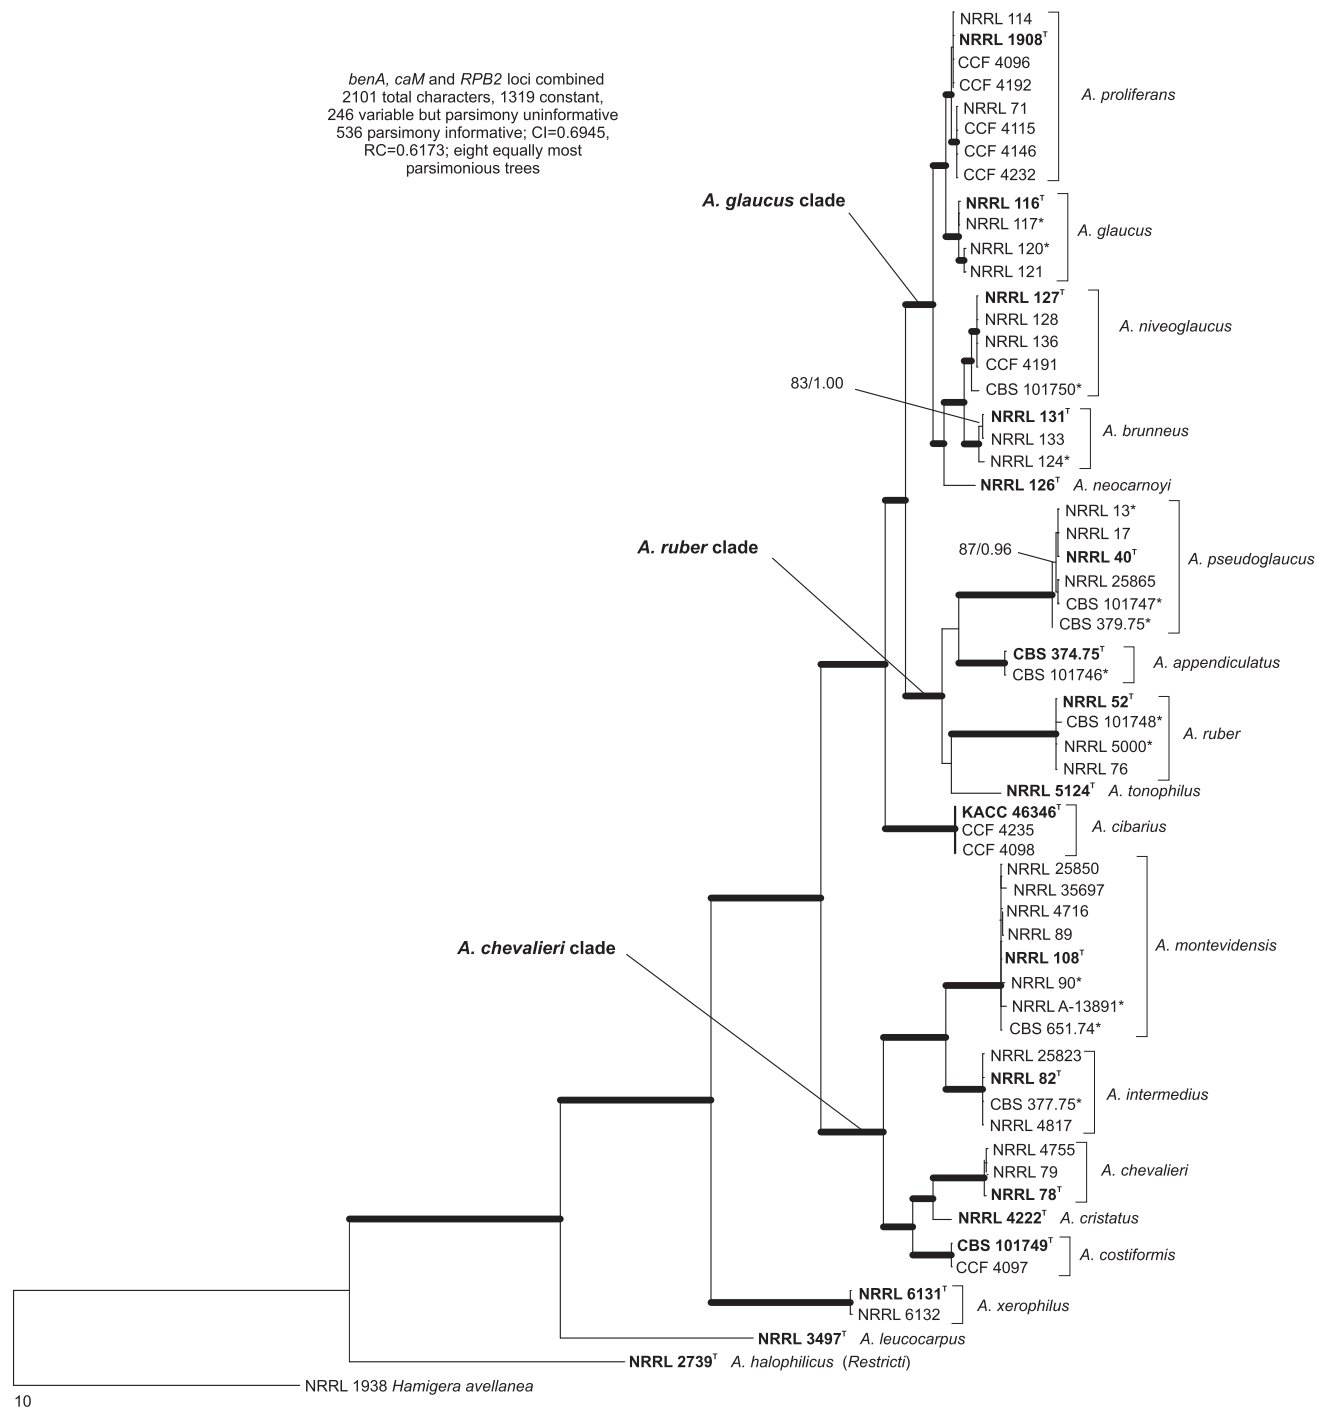 benA, caM and RPB2 loci combined
2101 total characters, 1319 constant,
246 variable but parsimony uninformative
536 parsimony informative; CI=0.6945,
RC=0.6173; eight equally most
parsimonious trees
NRRL 114
NRRL 1908T
CCF 4096
CCF 4192
A. proliferans
NRRL 71
CCF 4115
CCF 4146
CCF 4232
A. glaucus clade
NRRL 116T
NRRL 117*
A. glaucus
NRRL 120*
NRRL 121
NRRL 127T
NRRL 128
A. niveoglaucus
NRRL 136
CCF 4191
83/1.00
CBS 101750*
NRRL 131T
A. brunneus
NRRL 133
NRRL 124*
NRRL 126T A. neocarnoyi
NRRL 13*
NRRL 17
A. ruber clade
87/0.96
NRRL 40T
A. pseudoglaucus
NRRL 25865
CBS 101747*
CBS 379.75*
CBS 374.75T
A. appendiculatus
CBS 101746*
NRRL 52T
CBS 101748*
A. ruber
NRRL 5000*
NRRL 76
NRRL 5124T A. tonophilus
KACC 46346T
CCF 4235
A. cibarius
CCF 4098
NRRL 25850
NRRL 35697
NRRL 4716
NRRL 89
A. chevalieri clade
A. montevidensis
NRRL 108T
NRRL 90*
NRRL A-13891*
CBS 651.74*
NRRL 25823
NRRL 82T
A. intermedius
CBS 377.75*
NRRL 4817
NRRL 4755
NRRL 79
A. chevalieri
NRRL 78T
NRRL 4222T A. cristatus
CBS 101749T
A. costiformis
CCF 4097
NRRL 6131T
A. xerophilus
NRRL 6132
NRRL 3497T A. leucocarpus
NRRL 2739T A. halophilicus (Restricti)
NRRL 1938 Hamigera avellanea
10